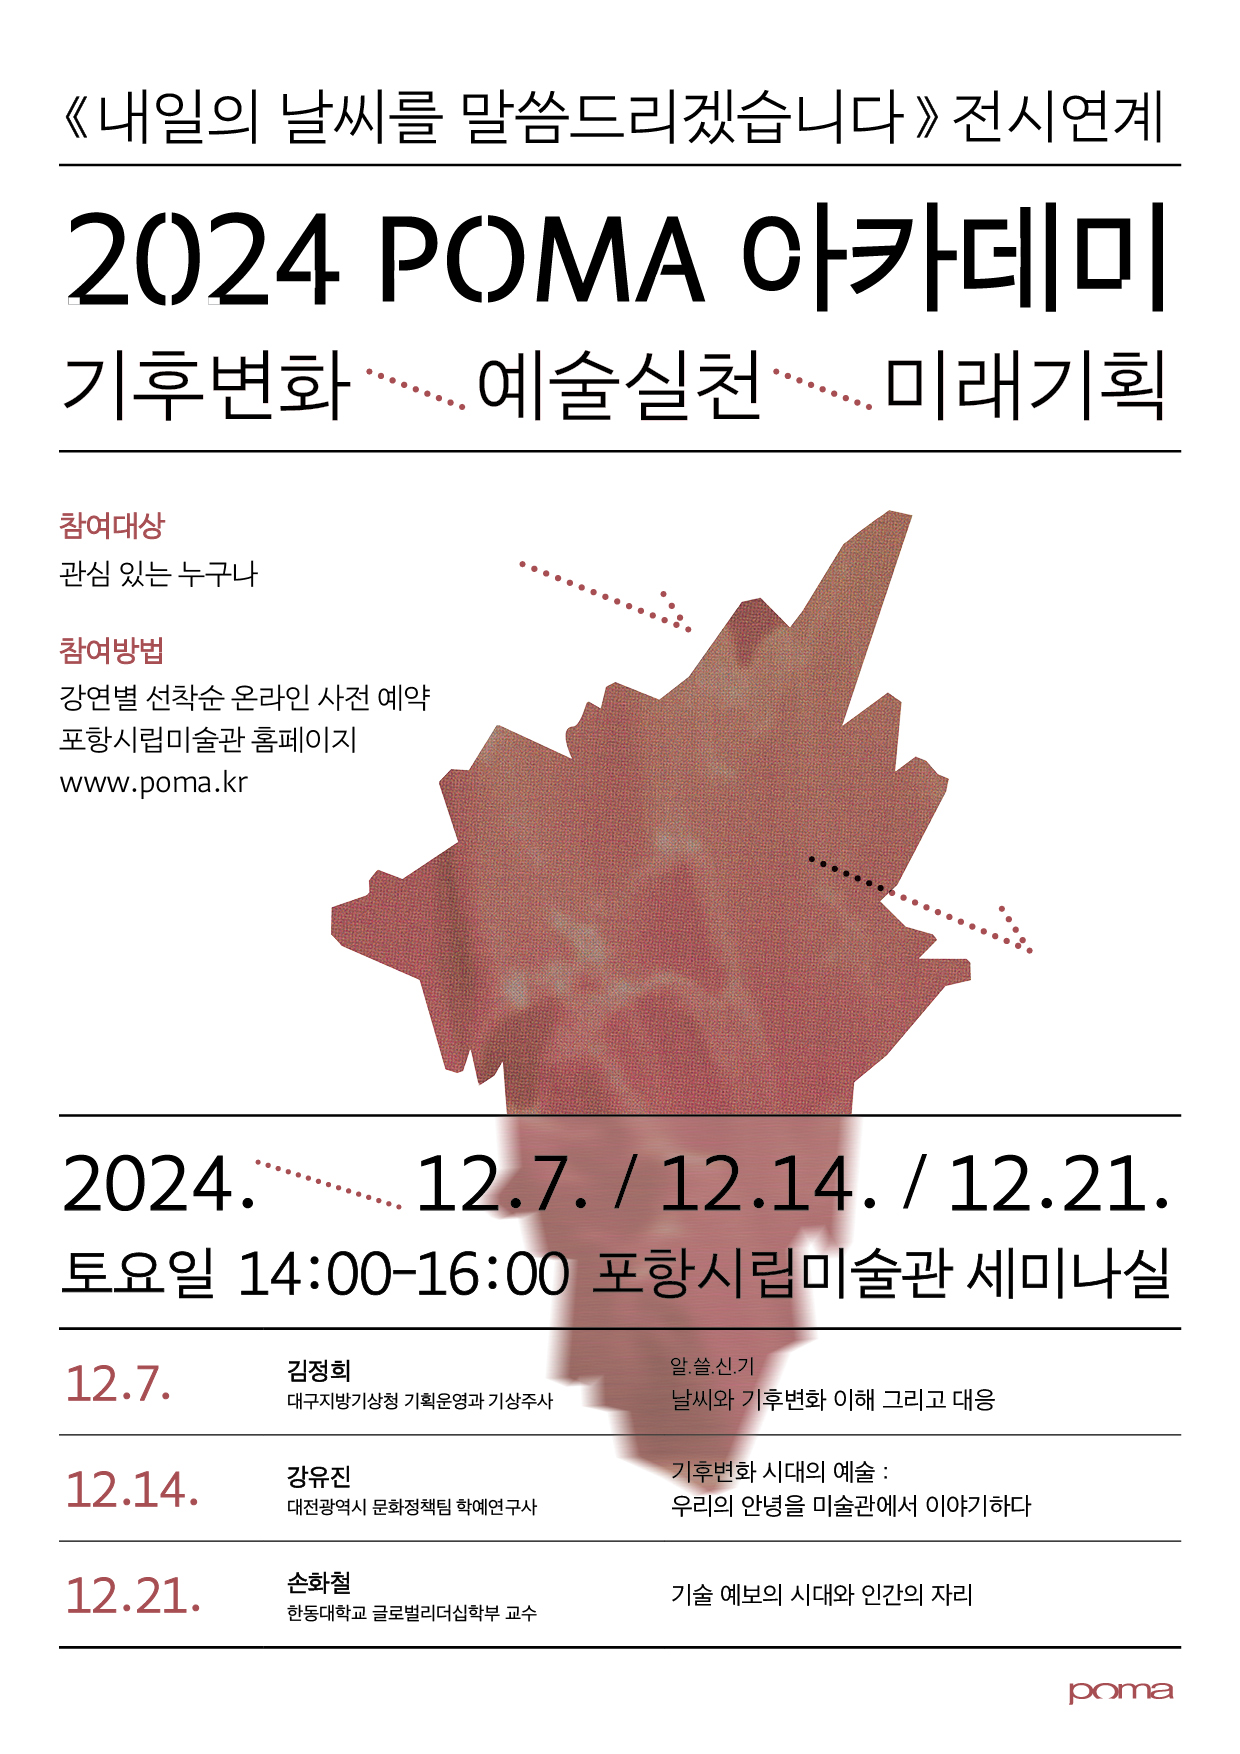 《내일의 날씨를 말씀드리겠습니다》 전시연계
2024 POMA 아카데미
기후변화 예술실천 미래기획
참여대상
관심 있는 누구나
참여방법
강연별 선착순 온라인 사전 예약
포항시립미술관 홈페이지
www.poma.kr
2024. 12.7. / 12.14. / 12.21.
토요일 14:00-16:00 포항시립미술관 세미나실
12.7.
김정희
대구지방기상청 기획운영과 기상주사
알.쓸.신.기
날씨와 기후변화 이해 그리고 대응
12.14.
강유진
대전광역시 문화정책팀 학예연구사
기후변화 시대의 예술 :
우리의 안녕을 미술관에서 이야기하다
12.21.
손화철
한동대학교 글로벌리더십학부 교수
기술 예보의 시대와 인간의 자리
poma